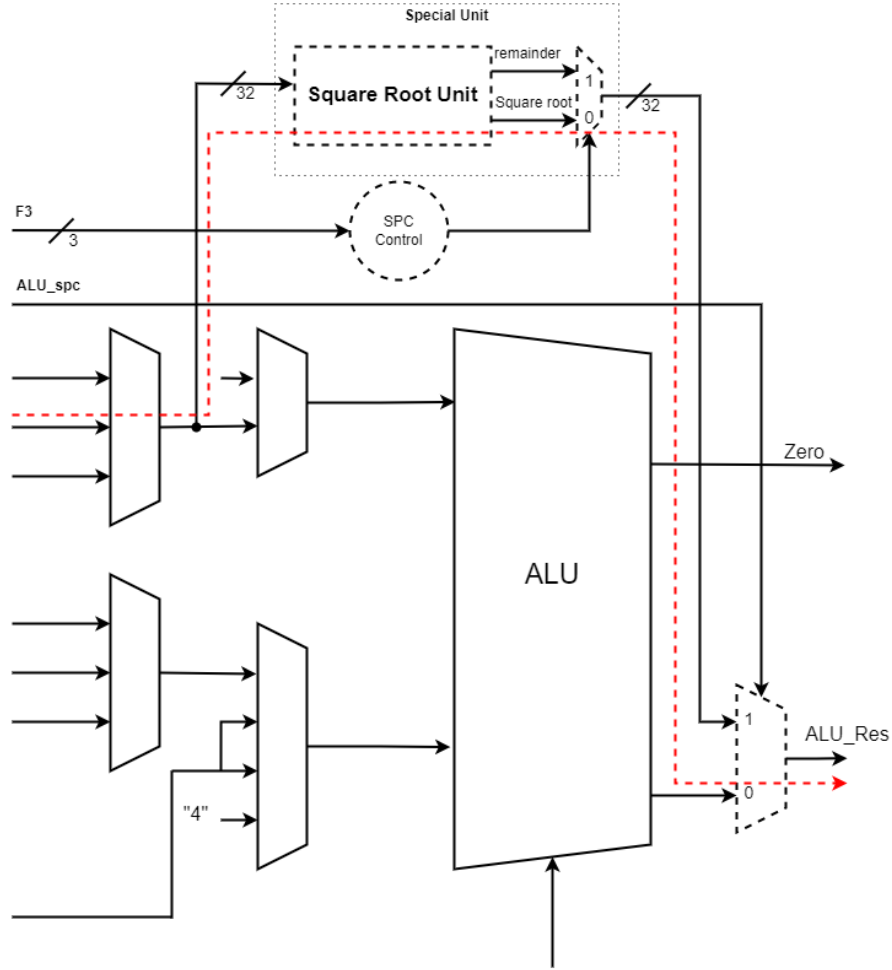 Special Unit
remainder
Square Root Unit
1
32
32
Square root
0
F3
3
SPC
Control
ALU_spc
Zero
ALU
1
ALU_Res
0
"4"